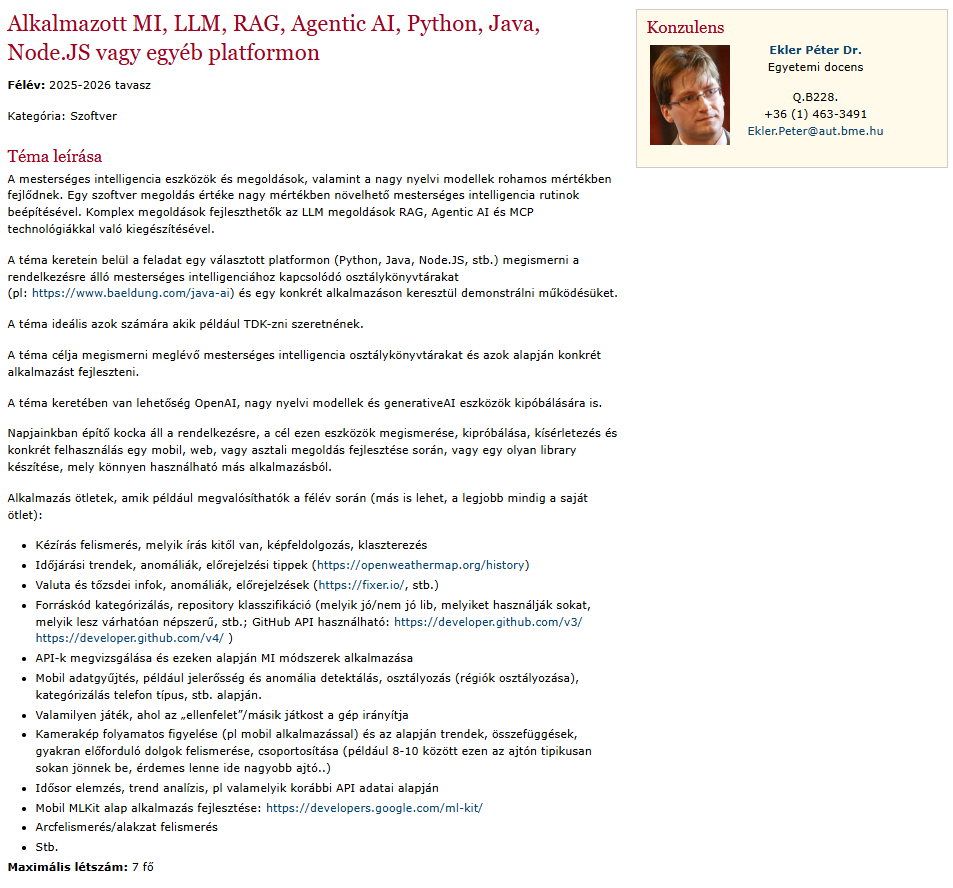 Alkalmazott MI, LLM, RAG, Agentic AI, Python, Java,
Node.JS vagy egyéb platformon
Félév: 2025-2026 tavasz
Kategória: Szoftver
Téma leírása
A mesterséges intelligencia eszközök és megoldások, valamint a nagy nyelvi modellek rohamos mértékben
fejlődnek. Egy szoftver megoldás értéke nagy mértékben növelhető mesterséges intelligencia rutinok
beépítésével. Komplex megoldások fejleszthetők az LLM megoldások RAG, Agentic AI és MCP
technológiákkal való kiegészítésével.
A téma keretein belül a feladat egy választott platformon (Python, Java, Node.JS, stb.) megismerni a
rendelkezésre álló mesterséges intelligenciához kapcsolódó osztálykönyvtárakat
(pl: https://www.baeldung.com/java-ai) és egy konkrét alkalmazáson keresztül demonstrálni működésüket.
A téma ideális azok számára akik például TDK-zni szeretnének.
A téma célja megismerni meglévő mesterséges intelligencia osztálykönyvtárakat és azok alapján konkrét
alkalmazást fejleszteni.
A téma keretében van lehetőség OpenAI, nagy nyelvi modellek és generativeAI eszközök kipóbálására is.
Napjainkban építő kocka áll a rendelkezésre, a cél ezen eszközök megismerése, kipróbálása, kísérletezés és
konkrét felhasználás egy mobil, web, vagy asztali megoldás fejlesztése során, vagy egy olyan library
készítése, mely könnyen használható más alkalmazásból.
Alkalmazás ötletek, amik például megvalósíthatók a félév során (más is lehet, a legjobb mindig a saját
ötlet):
• Kézírás felismerés, melyik írás kitől van, képfeldolgozás, klaszterezés
• Időjárási trendek, anomáliák, előrejelzési tippek (https://openweathermap.org/history)
• Valuta és tőzsdei infok, anomáliák, előrejelzések (https://fixer.io/, stb.)
• Forráskód kategórizálás, repository klasszifikáció (melyik jó/nem jó lib, melyiket használják sokat,
melyik lesz várhatóan népszerű, stb.; GitHub API használható: https://developer.github.com/v3/
https://developer.github.com/v4/ )
• API-k megvizsgálása és ezeken alapján MI módszerek alkalmazása
• Mobil adatgyűjtés, például jelerősség és anomália detektálás, osztályozás (régiók osztályozása),
kategórizálás telefon típus, stb. alapján.
• Valamilyen játék, ahol az „ellenfelet”/másik játkost a gép irányítja
• Kamerakép folyamatos figyelése (pl mobil alkalmazással) és az alapján trendek, összefüggések,
gyakran előforduló dolgok felismerése, csoportosítása (például 8-10 között ezen az ajtón tipikusan
sokan jönnek be, érdemes lenne ide nagyobb ajtó..)
• Idősor elemzés, trend analízis, pl valamelyik korábbi API adatai alapján
• Mobil MLKit alap alkalmazás fejlesztése: https://developers.google.com/ml-kit/
• Arcfelismerés/alakzat felismerés
• Stb.
Maximális létszám: 7 fő
Konzulens
Ekler Péter Dr.
Egyetemi docens
Q.B228.
+36 (1) 463-3491
Ekler.Peter@aut.bme.hu